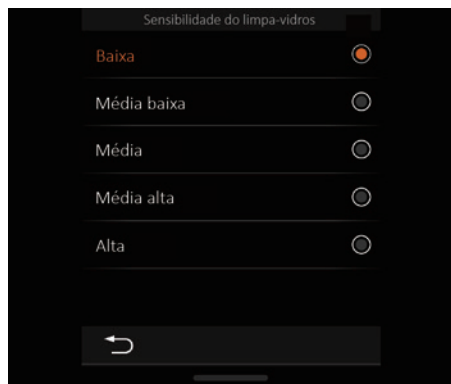 Sensibilidade do limpa-vidros
Baixa
Média baixa
Média
Média alta
Alta